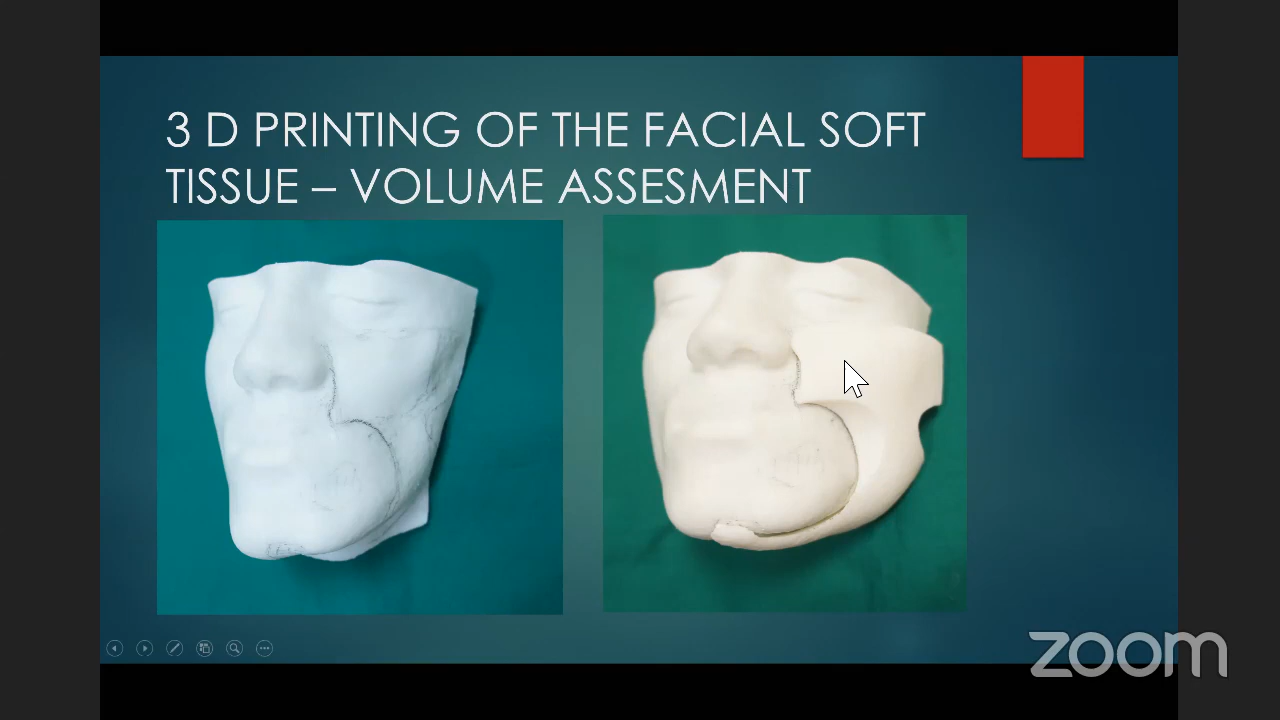 3 D PRINTING OF THE FACIAL SOFT
TISSUE – VOLUME ASSESMENT
zoom